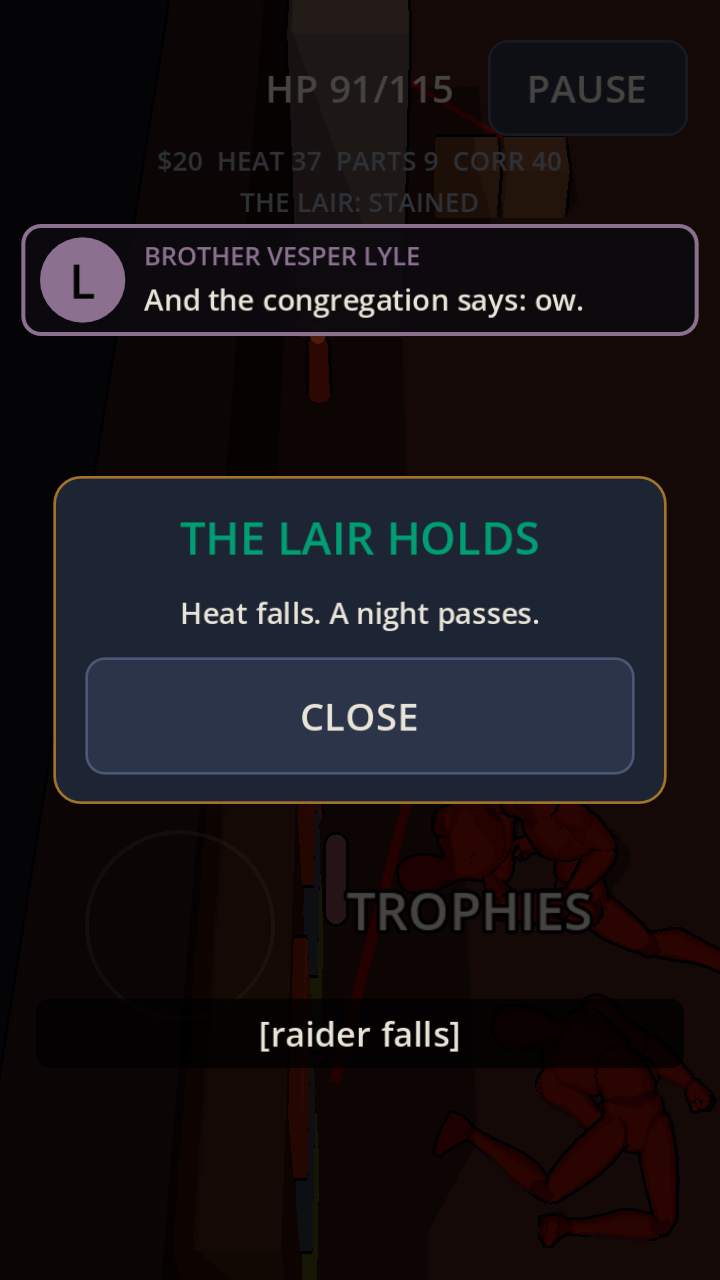 HP 91/115
PAUSE
$20 HEAT 37 PARTS 9 CORR 40
THE LAIR: STAINED
L
BROTHER VESPER LYLE
And the congregation says: ow.
THE LAIR HOLDS
Heat falls. A night passes.
CLOSE
TROPHIES
[raider falls]